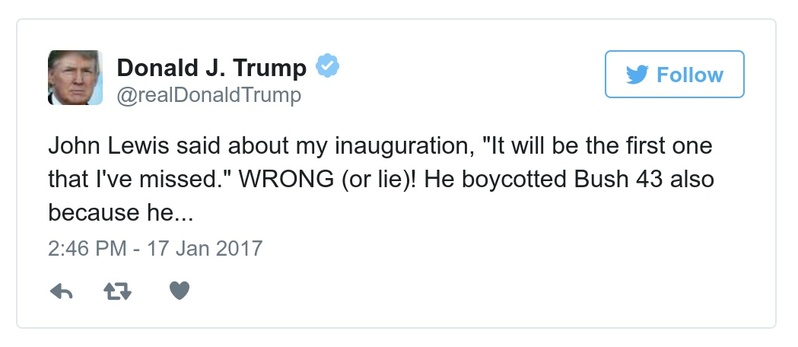 Donald J. Trump
@realDonaldTrump
Follow
John Lewis said about my inauguration, "It will be the first one
that I've missed." WRONG (or lie)! He boycotted Bush 43 also
because he...
2:46 PM - 17 Jan 2017